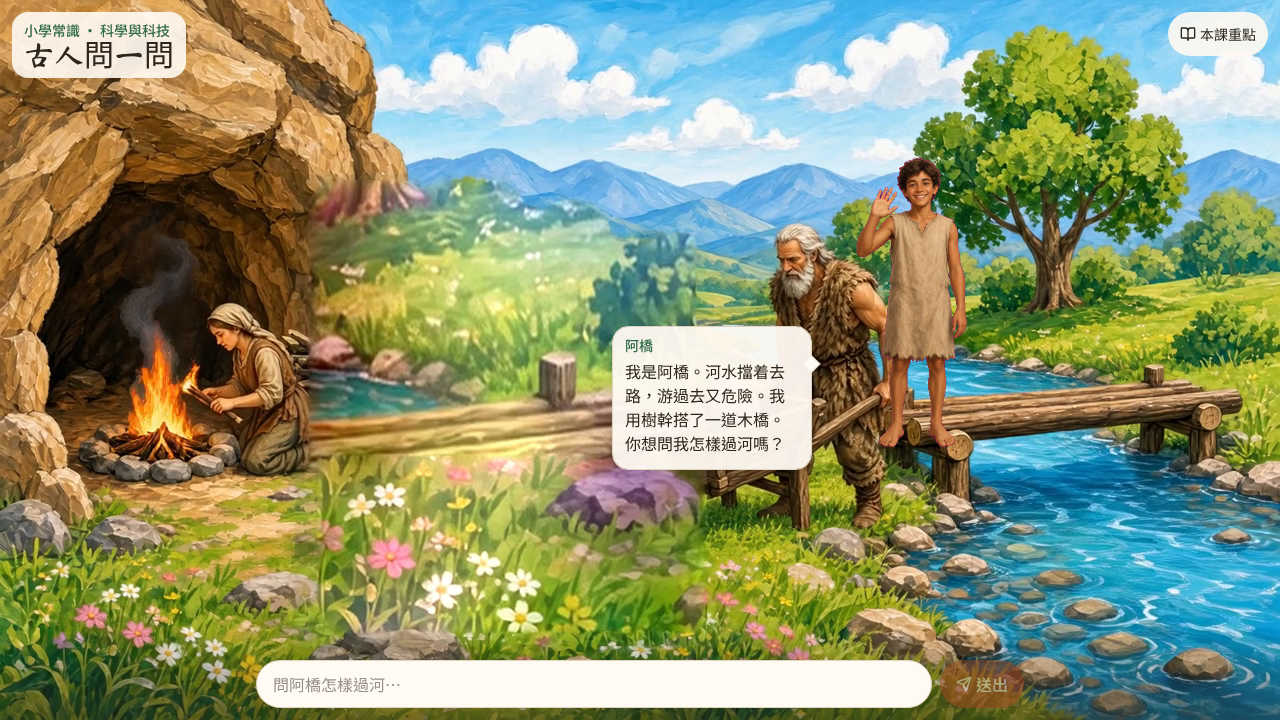 小學常識 · 科學與科技
古人問一問
本課重點
阿橋
我是阿橋。河水擋着去
路，游過去又危險。我
用樹幹搭了一道木橋。
你想問我怎樣過河嗎？
問阿橋怎樣過河⋯
送出